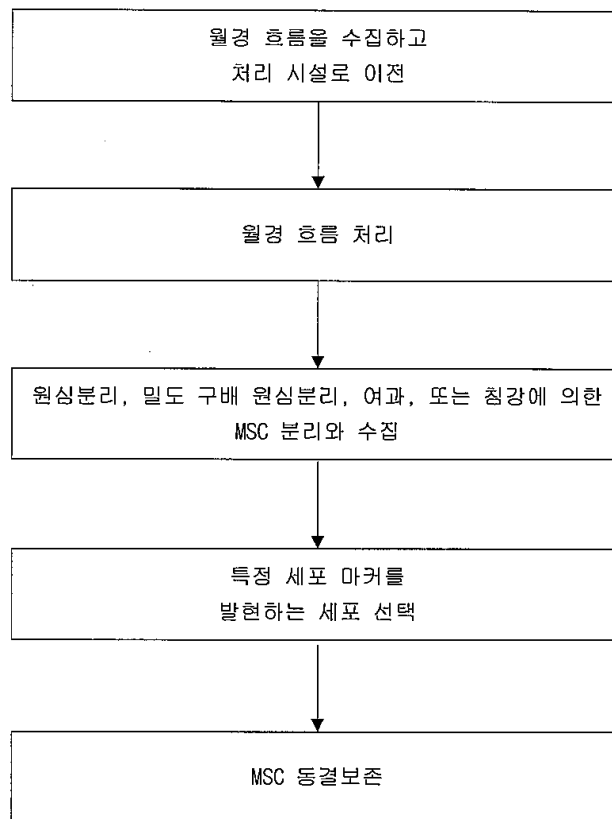 월경 흐름을 수집하고
처리 시설로 이전
월경 흐름 처리
원심분리, 밀도 구배 원심분리, 여과, 또는 침강에 의한
MSC 분리와 수집
특정 세포 마커를
발현하는 세포 선택
MSC 동결보존